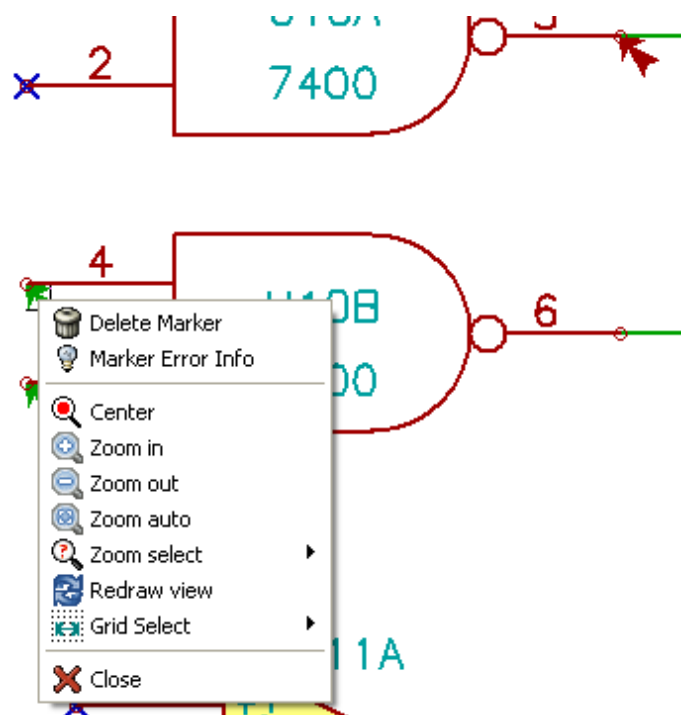 2
7400
4
6
Delete Marker
Marker Error Info
Center
Zoom in
Zoom out
Zoom auto
Zoom select
Redraw view
Grid Select
Close